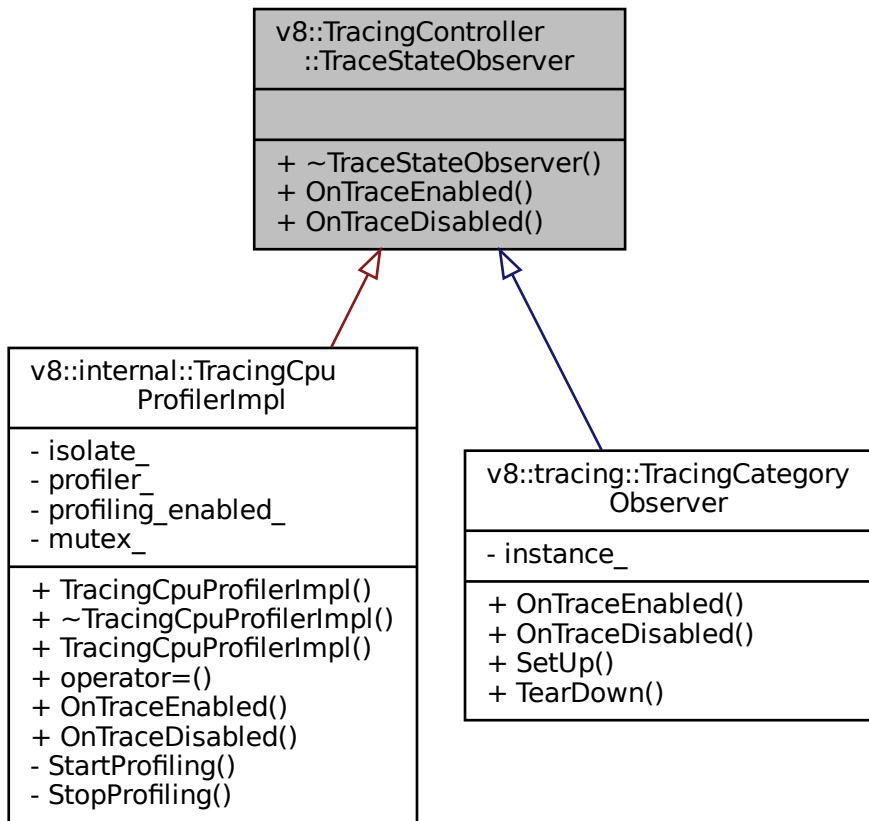 v8::TracingController
::TraceStateObserver
+ ~TraceStateObserver()
+ OnTraceEnabled()
+ OnTraceDisabled()
v8::internal::TracingCpu
ProfilerImpl
- isolate_
- profiler_
- profiling_enabled_
- mutex_
+ TracingCpuProfilerImpl()
+ ~TracingCpuProfilerImpl()
+ TracingCpuProfilerImpl()
+ operator=()
+ OnTraceEnabled()
+ OnTraceDisabled()
- StartProfiling()
- StopProfiling()
v8::tracing::TracingCategory
Observer
- instance_
+ OnTraceEnabled()
+ OnTraceDisabled()
+ SetUp()
+ TearDown()